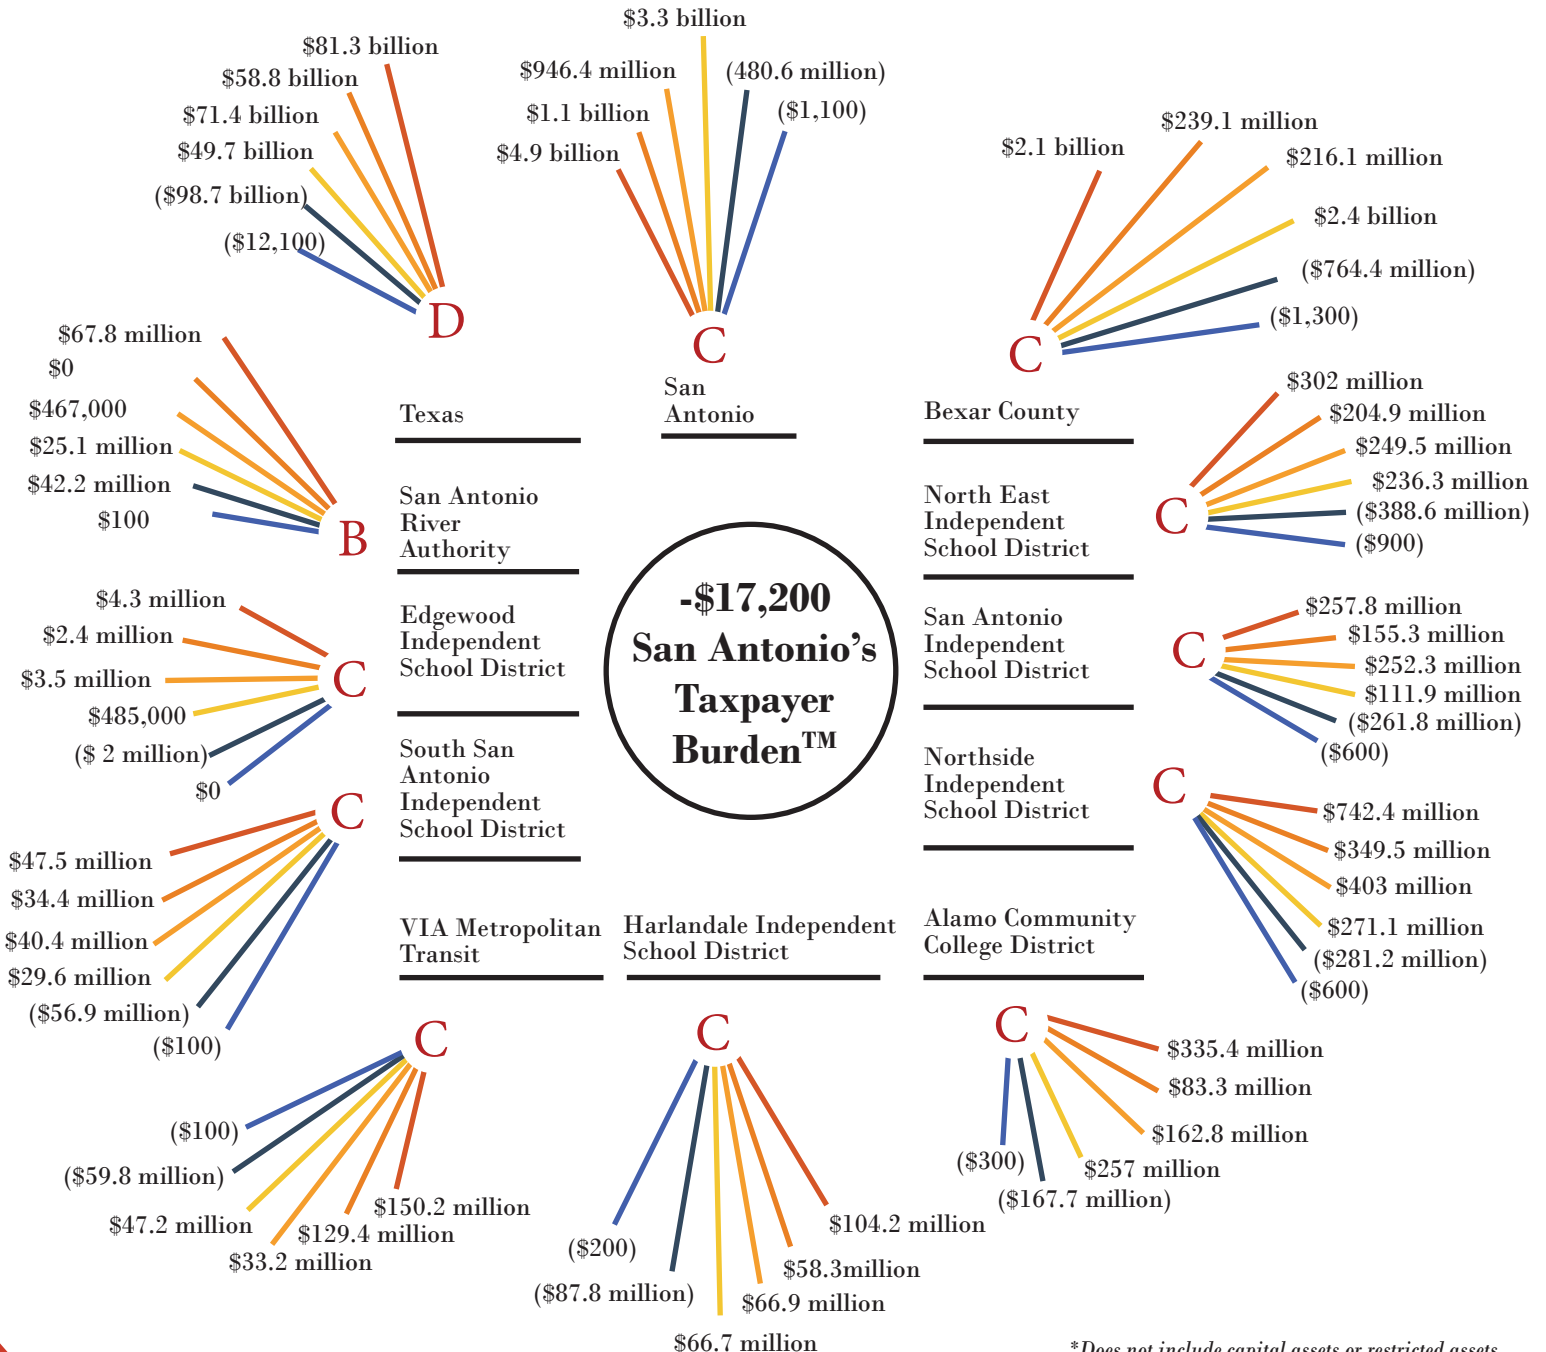 $81.3 billion
$58.8 billion
$71.4 billion
$49.7 billion
($98.7 billion)
($12,100)
D
Texas
$3.3 billion
$946.4 million
(480.6 million)
$1.1 billion
($1,100)
$4.9 billion
C
San
Antonio
$239.1 million
$2.1 billion
$216.1 million
$2.4 billion
($764.4 million)
($1,300)
C
Bexar County
$67.8 million
$0
$467,000
$25.1 million
$42.2 million
$100
B
San Antonio
River
Authority
$302 million
$204.9 million
$249.5 million
$236.3 million
($388.6 million)
($900)
C
North East
Independent
School District
$4.3 million
$2.4 million
$3.5 million
$485,000
($ 2 million)
$0
C
Edgewood
Independent
School District
-$17,200
San Antonio’s
Taxpayer
Burden™
$257.8 million
$155.3 million
$252.3 million
$111.9 million
($261.8 million)
($600)
C
San Antonio
Independent
School District
South San
Antonio
Independent
School District
C
$47.5 million
$34.4 million
$40.4 million
$29.6 million
($56.9 million)
($100)
Northside
Independent
School District
C
$742.4 million
$349.5 million
$403 million
$271.1 million
($281.2 million)
($600)
VIA Metropolitan
Transit
C
($100)
($59.8 million)
$47.2 million
$33.2 million
$129.4 million
$150.2 million
Harlandale Independent
School District
C
($200)
($87.8 million)
$66.7 million
$66.9 million
$58.3million
$104.2 million
Alamo Community
College District
C
$335.4 million
$83.3 million
$162.8 million
$257 million
($167.7 million)
($300)
*Does not include capital assets or restricted assets